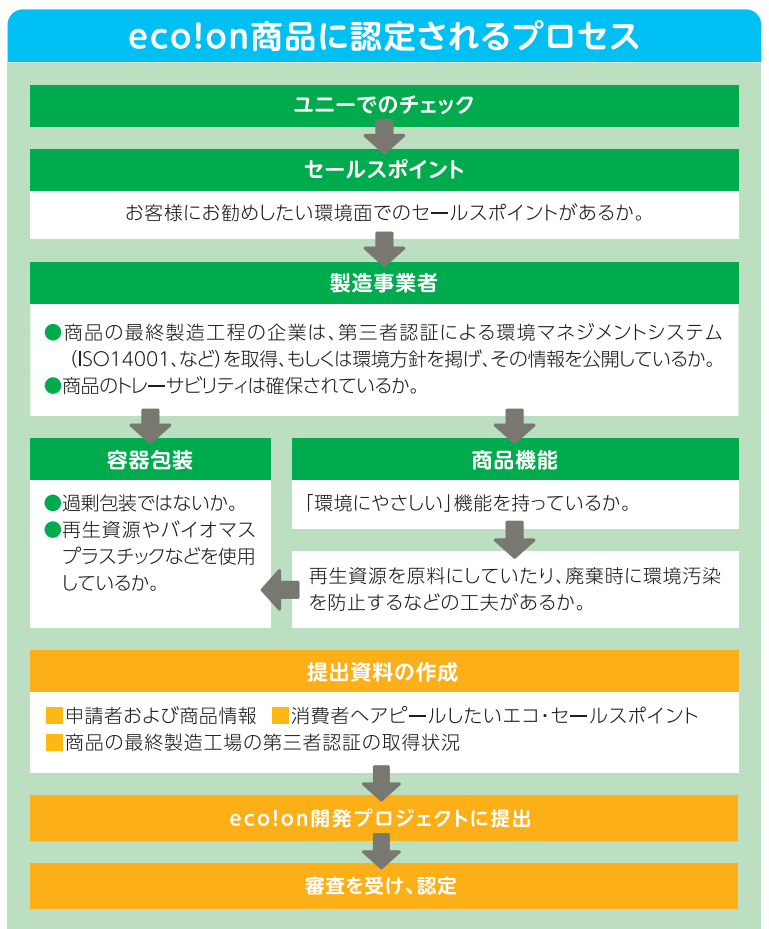 eco!on商品に認定されるプロセス
ユニーでのチェック
セールスポイント
お客様にお勧めしたい環境面でのセールスポイントがあるか。
製造事業者
●商品の最終製造工程の企業は、第三者認証による環境マネジメントシステム
（ISO14001、など）を取得、もしくは環境方針を掲げ、その情報を公開しているか。
●商品のトレーサビリティは確保されているか。
容器包装
●過剰包装ではないか。
●再生資源やバイオマス
プラスチックなどを使用
しているか。
商品機能
「環境にやさしい」機能を持っているか。
再生資源を原料にしていたり、廃棄時に環境汚染
を防止するなどの工夫があるか。
提出資料の作成
■申請者および商品情報 ■消費者へアピールしたいエコ・セールスポイント
■商品の最終製造工場の第三者認証の取得状況
eco!on開発プロジェクトに提出
審査を受け、認定